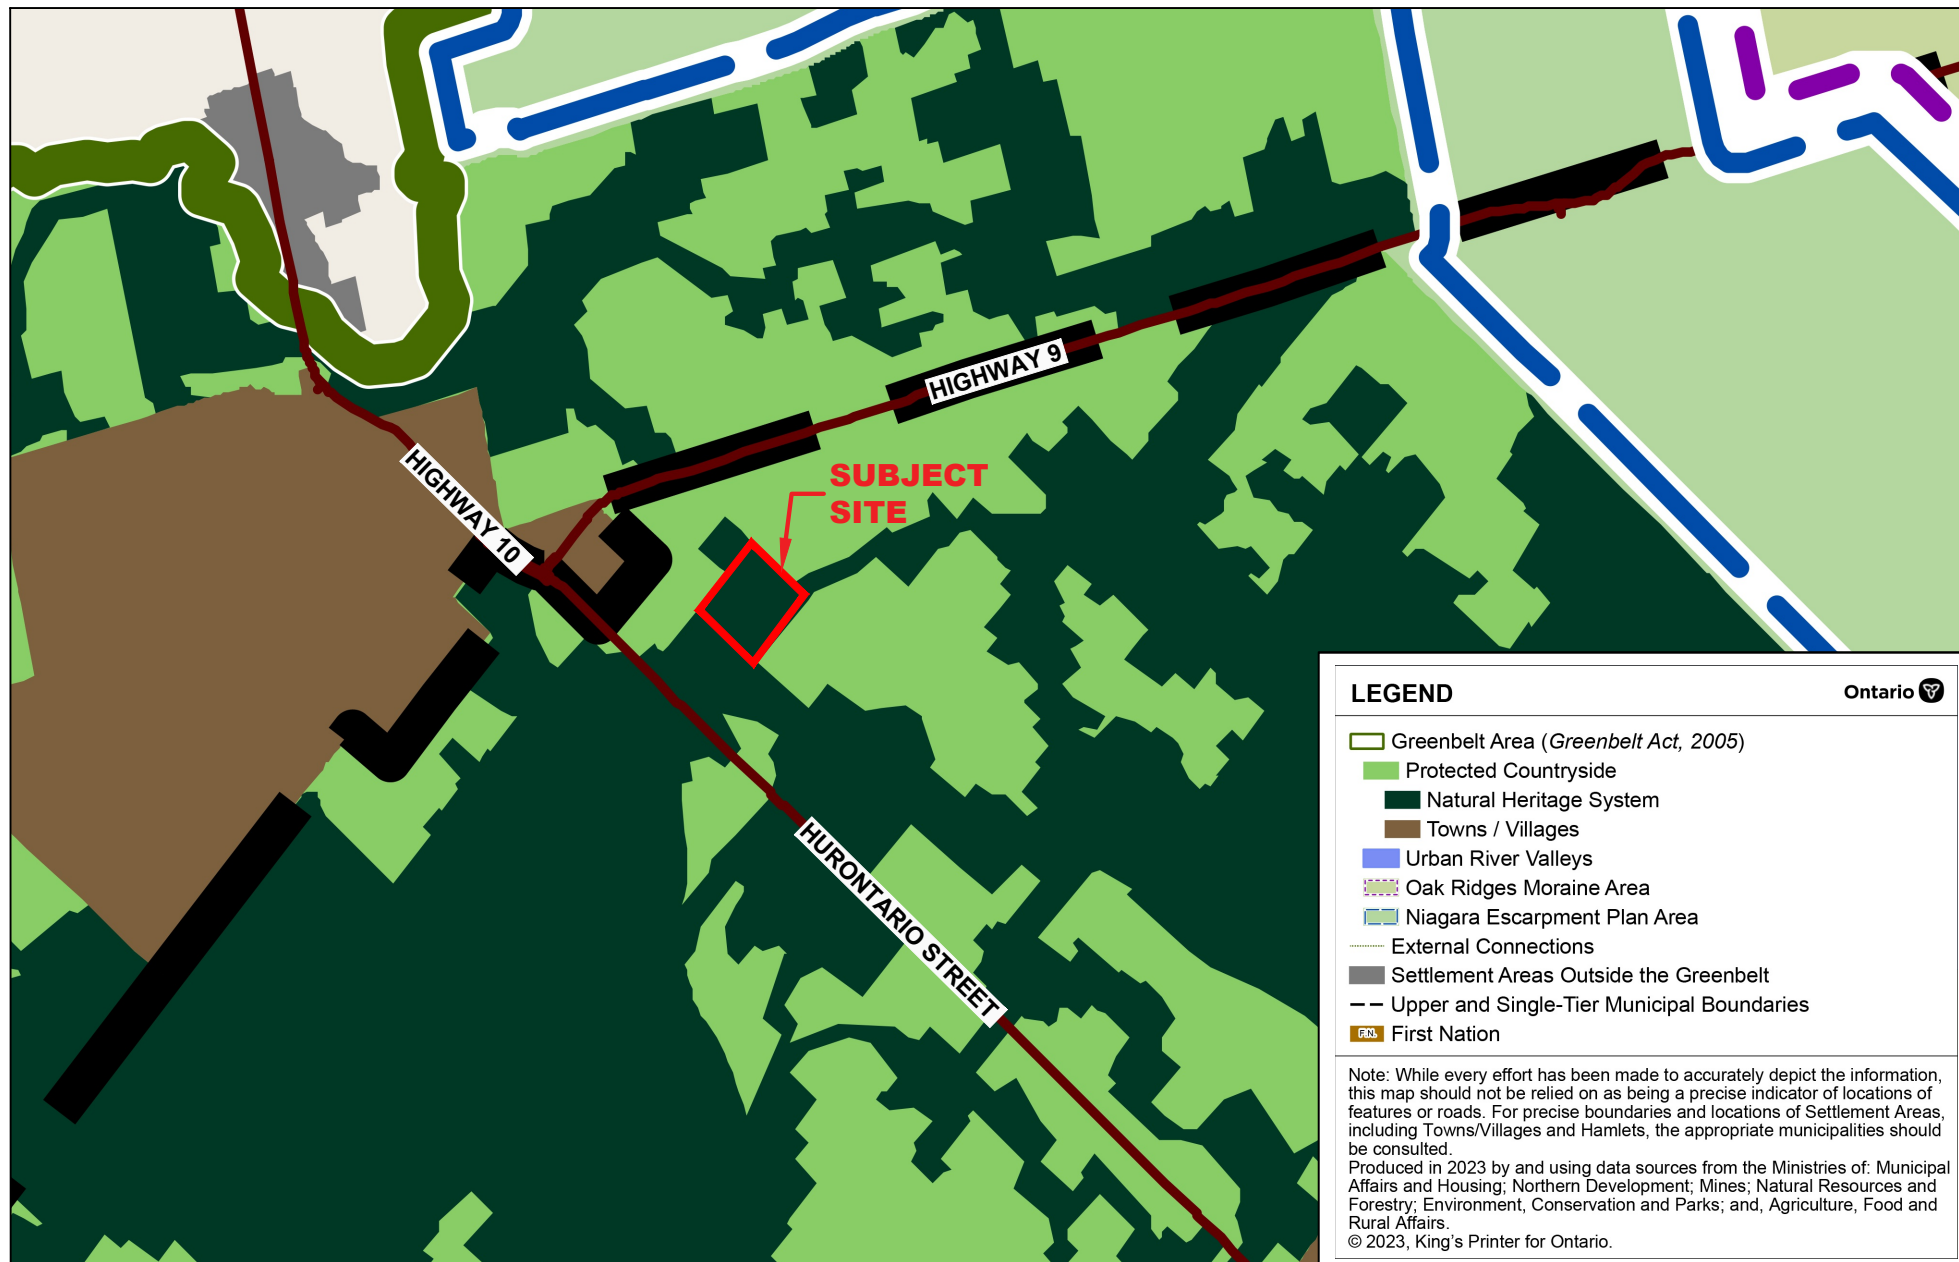 HIGHWAY 9
SUBJECT
SITE
HIGHWAY 10
HURONTARIO STREET
LEGEND
Ontario
Greenbelt Area (Greenbelt Act, 2005)
Protected Countryside
Natural Heritage System
Towns / Villages
Urban River Valleys
Oak Ridges Moraine Area
Niagara Escarpment Plan Area
External Connections
Settlement Areas Outside the Greenbelt
Upper and Single-Tier Municipal Boundaries
F.N. First Nation
Note: While every effort has been made to accurately depict the information,
this map should not be relied on as being a precise indicator of locations of
features or roads. For precise boundaries and locations of Settlement Areas,
including Towns/Villages and Hamlets, the appropriate municipalities should
be consulted.
Produced in 2023 by and using data sources from the Ministries of: Municipal
Affairs and Housing; Northern Development; Mines; Natural Resources and
Forestry; Environment, Conservation and Parks; and, Agriculture, Food and
Rural Affairs.
© 2023, King's Printer for Ontario.